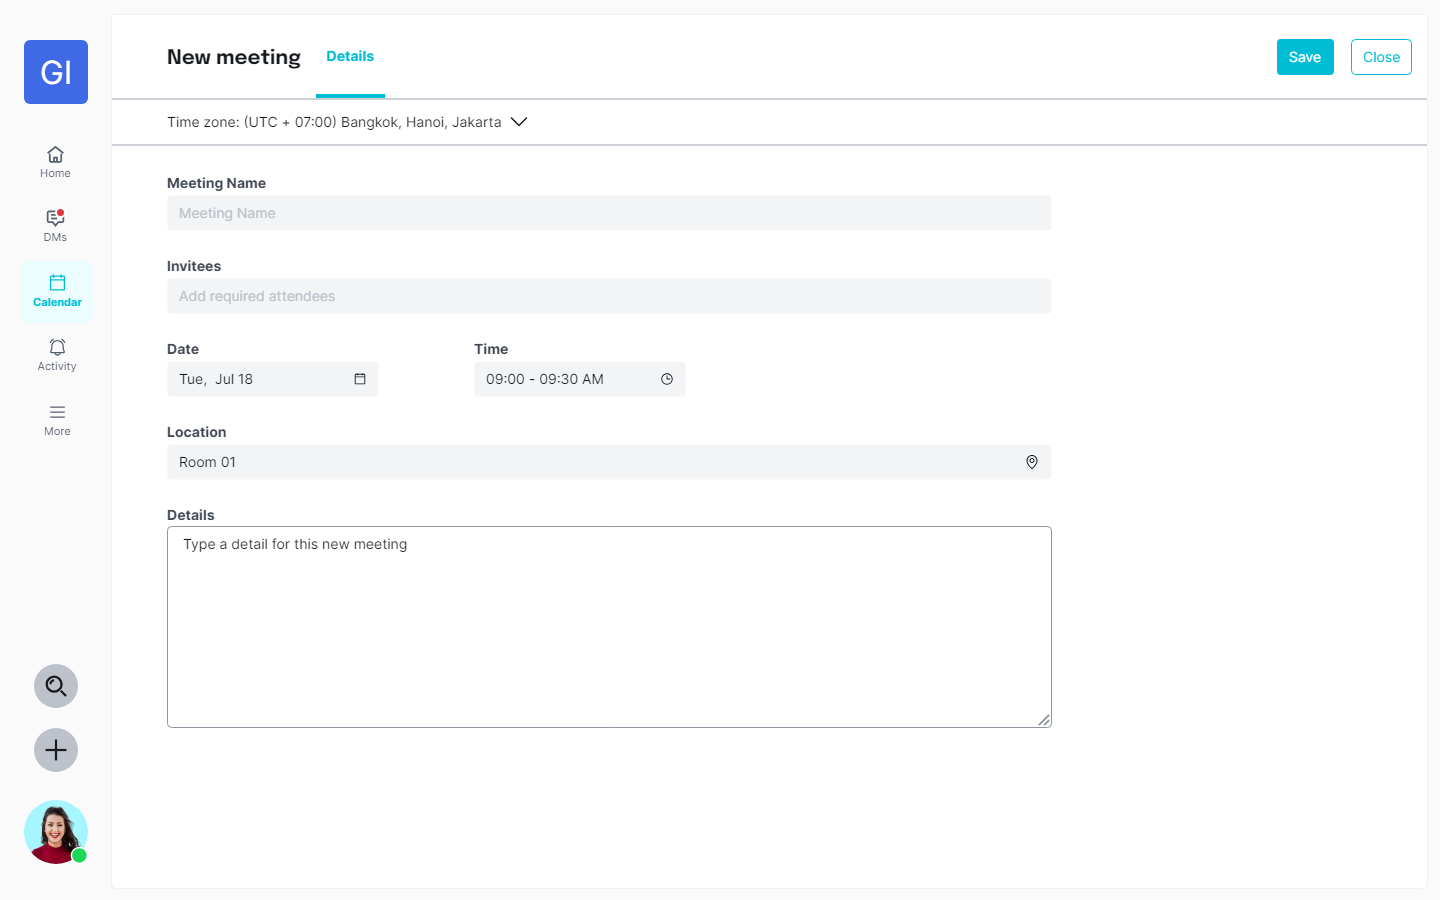 GI
Home
DMs
Calendar
Activity
More
New meeting
Details
Save
Close
Time zone: (UTC + 07:00) Bangkok, Hanoi, Jakarta
Meeting Name
Meeting Name
Invitees
Add required attendees
Date
Time
Tue, Jul 18
09:00 - 09:30 AM
Location
Room 01
Details
Type a detail for this new meeting